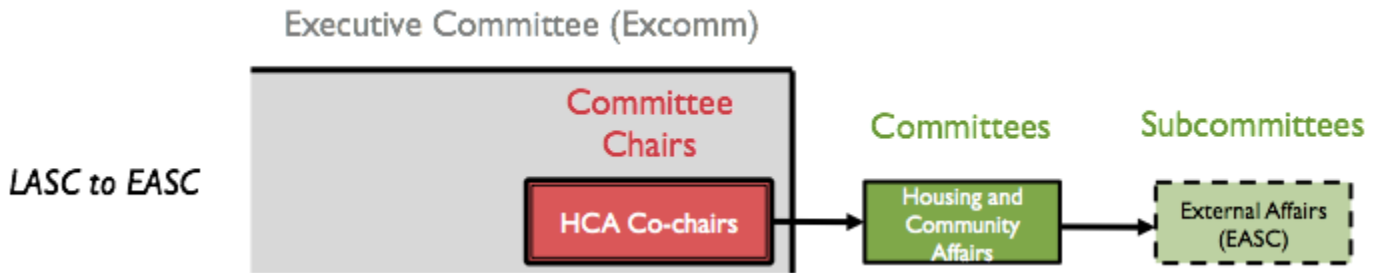 Executive Committee (Excomm)
Committee
Chairs
Committees
Subcommittees
LASC to EASC
HCA Co-chairs
Housing and
Community
Affairs
External Affairs
(EASC)